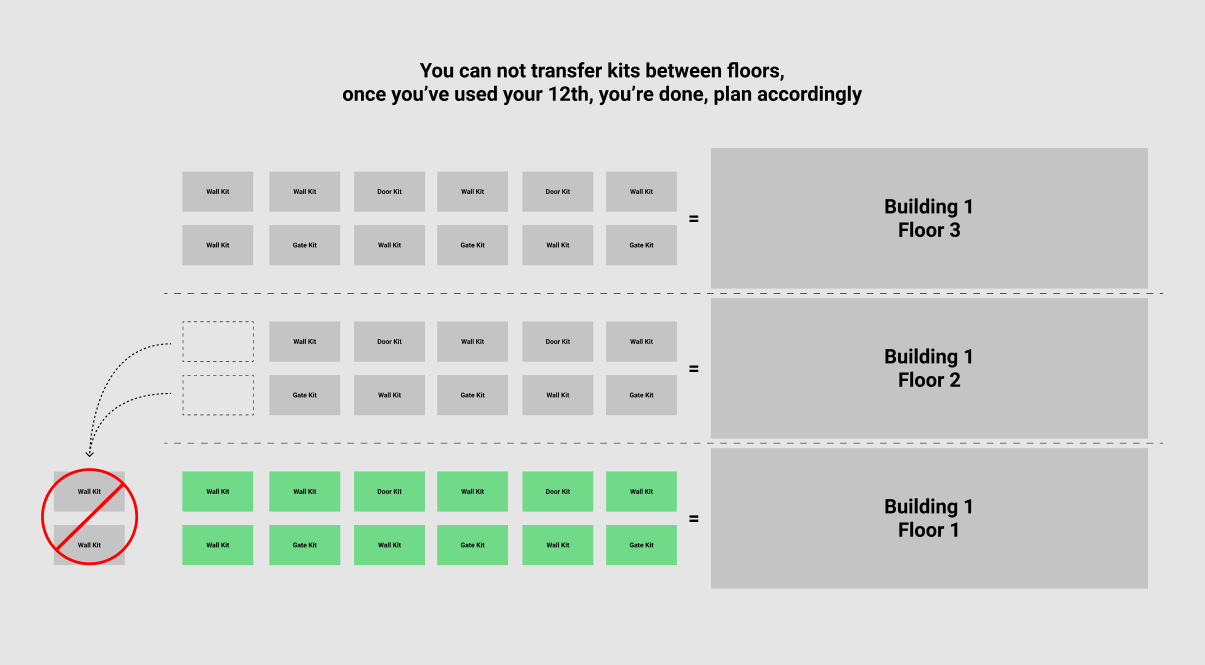 You can not transfer kits between floors,
once you've used your 12th, you're done, plan accordingly
Wall Kit Wall Kit Door Kit Wall Kit Door Kit Wall Kit
Wall Kit Gate Kit Wall Kit Gate Kit Wall Kit Gate Kit
=
Building 1
Floor 3
Wall Kit Door Kit Wall Kit Door Kit Wall Kit
Gate Kit Wall Kit Gate Kit Wall Kit Gate Kit
=
Building 1
Floor 2
Wall Kit
Wall Kit
Wall Kit Wall Kit Door Kit Wall Kit Door Kit Wall Kit
Wall Kit Gate Kit Wall Kit Gate Kit Wall Kit Gate Kit
=
Building 1
Floor 1